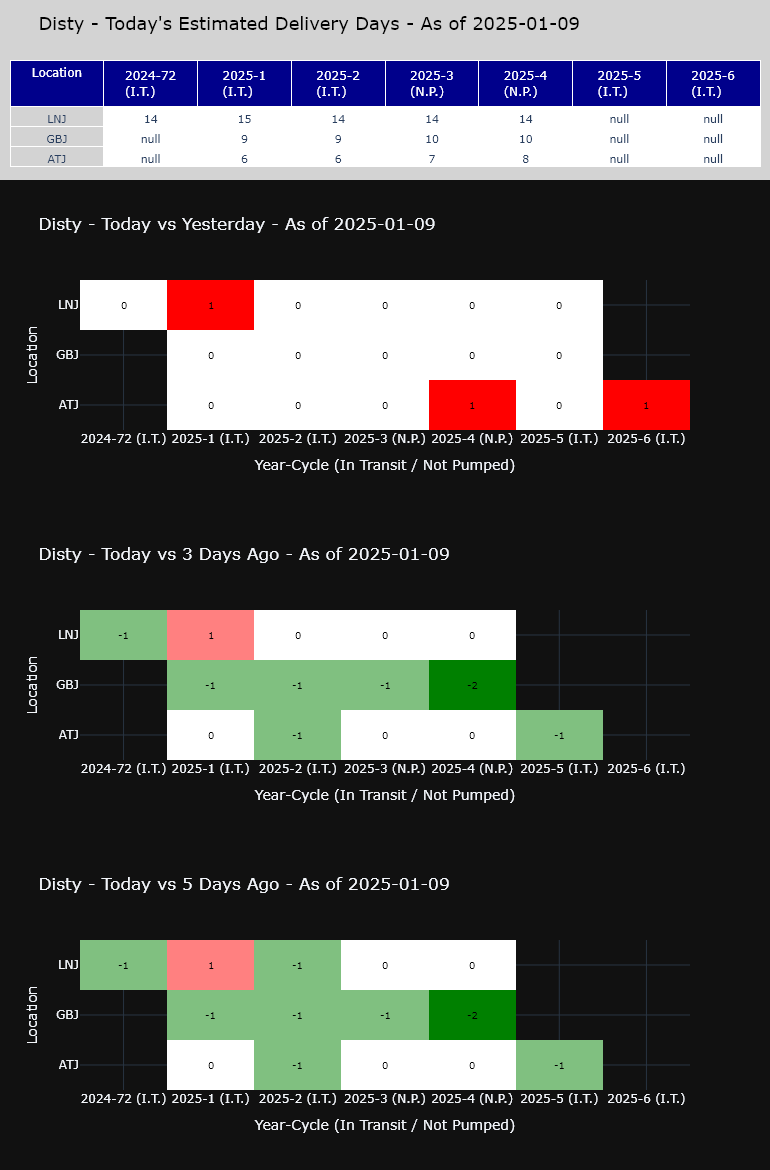 Disty - Today's Estimated Delivery Days - As of 2025-01-09
Location 2024-72 (I.T.) 2025-1 (I.T.) 2025-2 (I.T.) 2025-3 (N.P.) 2025-4 (N.P.) 2025-5 (I.T.) 2025-6 (I.T.)
LNJ 14 15 14 14 14 null null
GBJ null 9 9 10 10 null null
ATJ null 6 6 7 8 null null
Disty - Today vs Yesterday - As of 2025-01-09
Location
LNJ 0 1 0 0 0 0
GBJ 0 0 0 0 0
ATJ 0 0 0 1 0 1
2024-72 (I.T.) 2025-1 (I.T.) 2025-2 (I.T.) 2025-3 (N.P.) 2025-4 (N.P.) 2025-5 (I.T.) 2025-6 (I.T.)
Year-Cycle (In Transit / Not Pumped)
Disty - Today vs 3 Days Ago - As of 2025-01-09
Location
LNJ -1 1 0 0 0
GBJ -1 -1 -1 -2
ATJ 0 -1 0 0 -1
2024-72 (I.T.) 2025-1 (I.T.) 2025-2 (I.T.) 2025-3 (N.P.) 2025-4 (N.P.) 2025-5 (I.T.) 2025-6 (I.T.)
Year-Cycle (In Transit / Not Pumped)
Disty - Today vs 5 Days Ago - As of 2025-01-09
Location
LNJ -1 1 -1 0 0
GBJ -1 -1 -1 -2
ATJ 0 -1 0 0 -1
2024-72 (I.T.) 2025-1 (I.T.) 2025-2 (I.T.) 2025-3 (N.P.) 2025-4 (N.P.) 2025-5 (I.T.) 2025-6 (I.T.)
Year-Cycle (In Transit / Not Pumped)